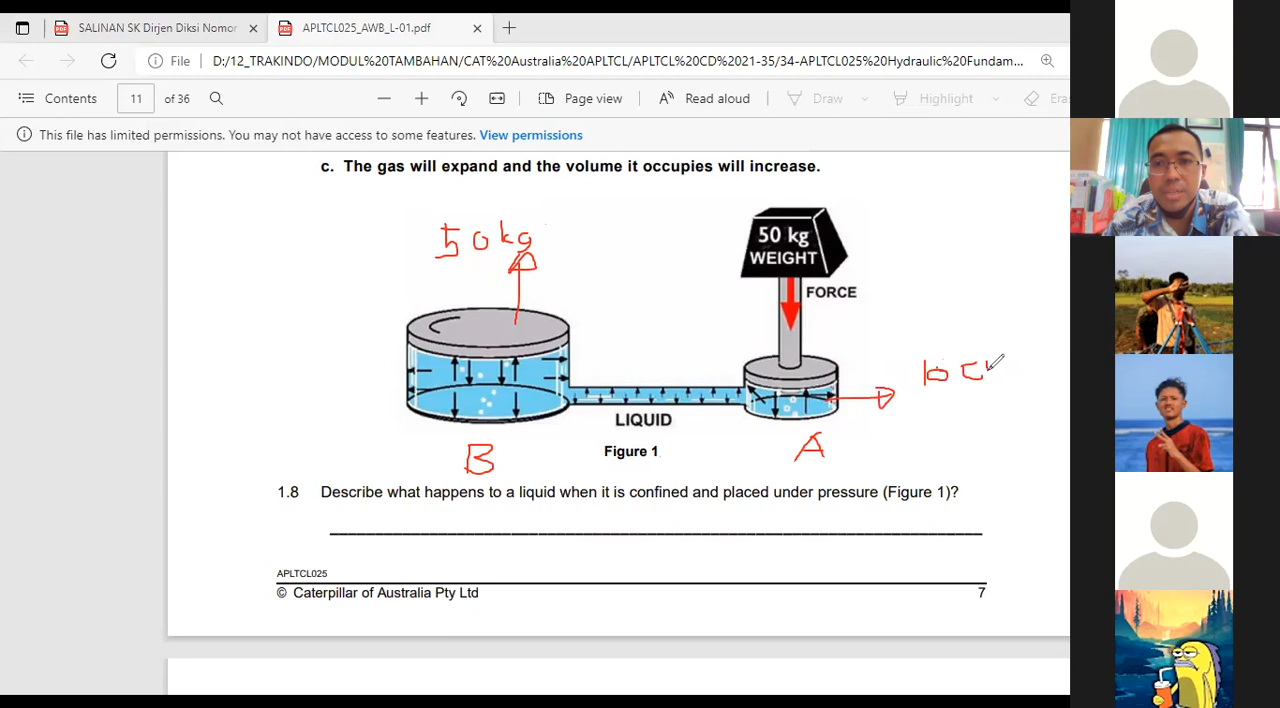 SALINAN SK Dirjen Diksi Nomor
APLTCL025_AWB_L-01.pdf
File
D:/12_TRAKINDO/MODUL%20TAMBAHAN/CAT%20Australia%20APLTCL/APLTCL%20CD%2021-35/34-APLTCL025%20Hydraulic%20Fundam...
Contents
11
of 36
Page view
Read aloud
Draw
Highlight
Era
This file has limited permissions. You may not have access to some features. View permissions
c. The gas will expand and the volume it occupies will increase.
50 kg
50 kg
WEIGHT
FORCE
10 c
LIQUID
B
A
Figure 1
1.8 Describe what happens to a liquid when it is confined and placed under pressure (Figure 1)?
APLTCL025
© Caterpillar of Australia Pty Ltd 7